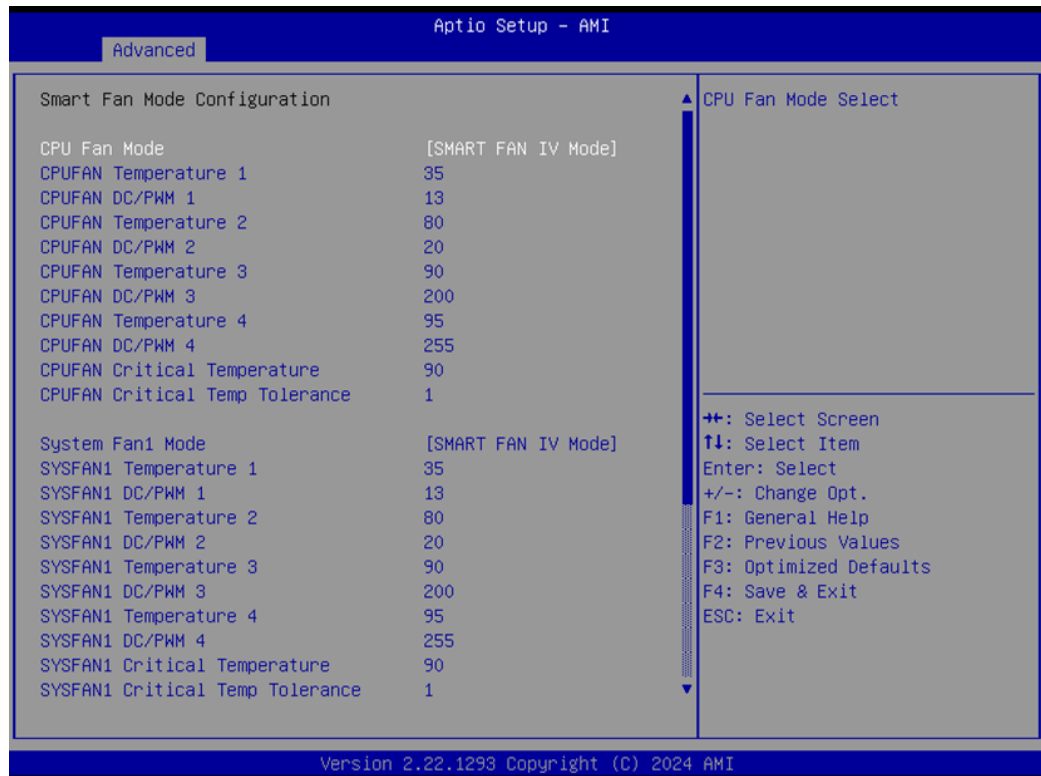 Aptio Setup – AMI
Advanced
Smart Fan Mode Configuration
CPU Fan Mode [SMART FAN IV Mode]
CPUFAN Temperature 1 35
CPUFAN DC/PWM 1 13
CPUFAN Temperature 2 80
CPUFAN DC/PWM 2 20
CPUFAN Temperature 3 90
CPUFAN DC/PWM 3 200
CPUFAN Temperature 4 95
CPUFAN DC/PWM 4 255
CPUFAN Critical Temperature 90
CPUFAN Critical Temp Tolerance 1
System Fan1 Mode [SMART FAN IV Mode]
SYSFAN1 Temperature 1 35
SYSFAN1 DC/PWM 1 13
SYSFAN1 Temperature 2 80
SYSFAN1 DC/PWM 2 20
SYSFAN1 Temperature 3 90
SYSFAN1 DC/PWM 3 200
SYSFAN1 Temperature 4 95
SYSFAN1 DC/PWM 4 255
SYSFAN1 Critical Temperature 90
SYSFAN1 Critical Temp Tolerance 1
CPU Fan Mode Select
→←: Select Screen
↑↓: Select Item
Enter: Select
+/-: Change Opt.
F1: General Help
F2: Previous Values
F3: Optimized Defaults
F4: Save & Exit
ESC: Exit
Version 2.22.1293 Copyright (C) 2024 AMI